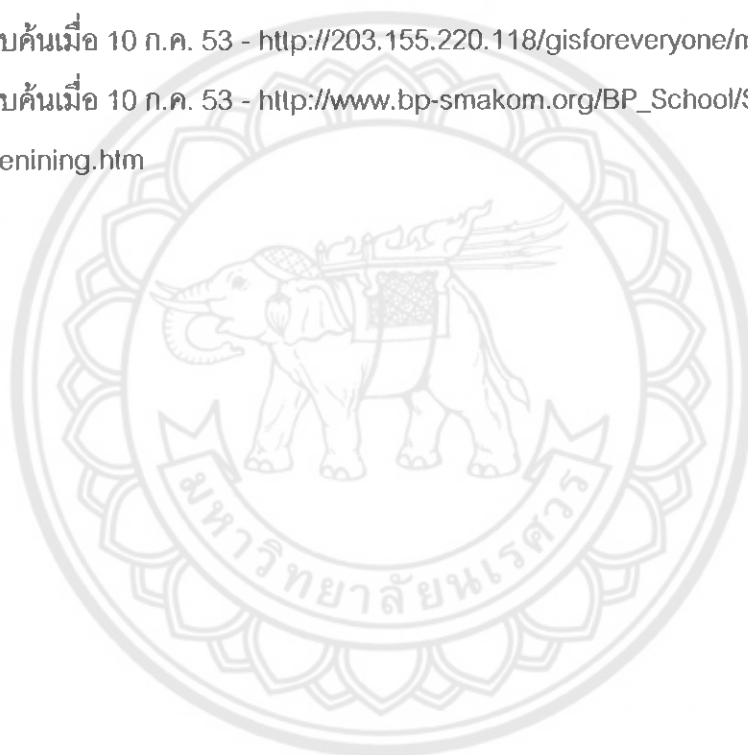 บค้นเมื่อ 10 ก.ค. 53 - http://203.155.220.118/gisforeveryone/m
บค้นเมื่อ 10 ก.ค. 53 - http://www.bp-smakom.org/BP_School/S
enining.htm
มหาวิทยาลัยนเรศวร